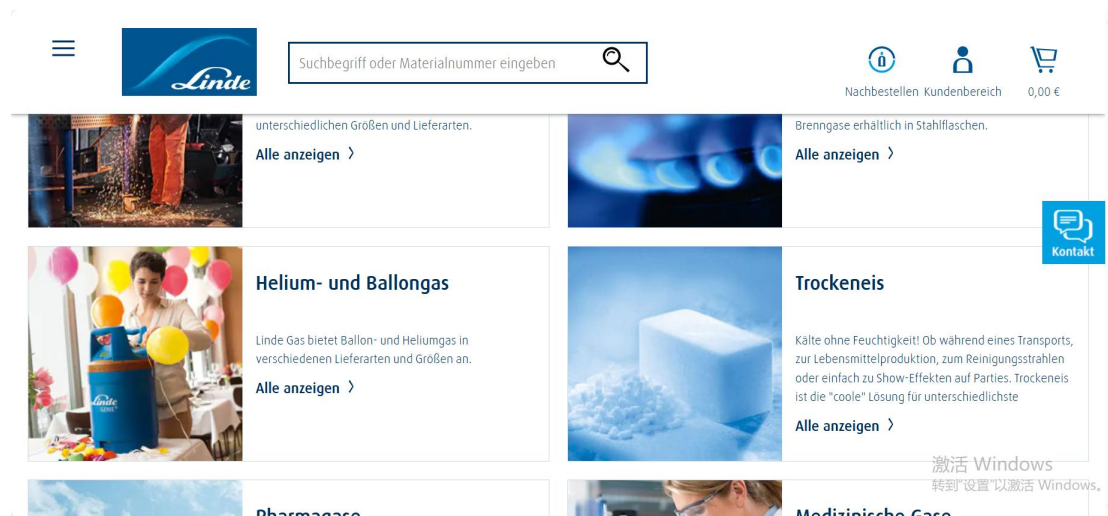 Linde
Suchbegriff oder Materialnummer eingeben
Nachbestellen
Kundenbereich
0,00 €
unterschiedlichen Größen und Lieferarten.
Alle anzeigen
Brenngase erhältlich in Stahlflaschen.
Alle anzeigen
Kontakt
Helium- und Ballongas
Linde Gas bietet Ballon- und Heliumgas in
verschiedenen Lieferarten und Größen an.
Alle anzeigen
Linde
GENIE
Trockeneis
Kälte ohne Feuchtigkeit! Ob während eines Transports,
zur Lebensmittelproduktion, zum Reinigungsstrahlen
oder einfach zu Show-Effekten auf Parties. Trockeneis
ist die "coole" Lösung für unterschiedlichste
Alle anzeigen
激活 Windows
转到"设置"以激活 Windows。
Pharmagase
Medizinische Gase